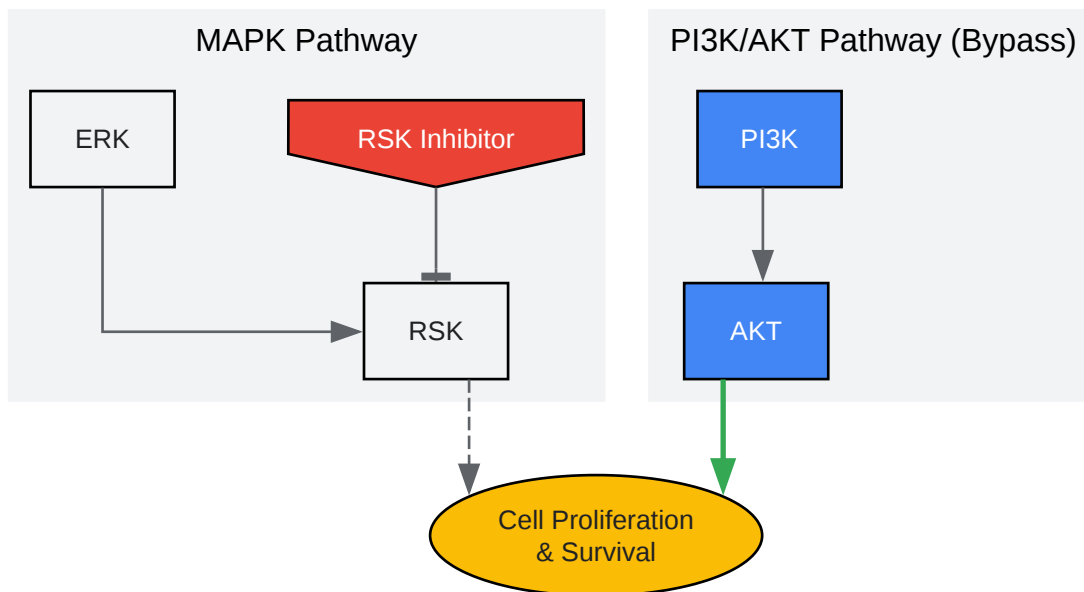 MAPK Pathway
PI3K/AKT Pathway (Bypass)
ERK
RSK Inhibitor
PI3K
RSK
AKT
Cell Proliferation
& Survival